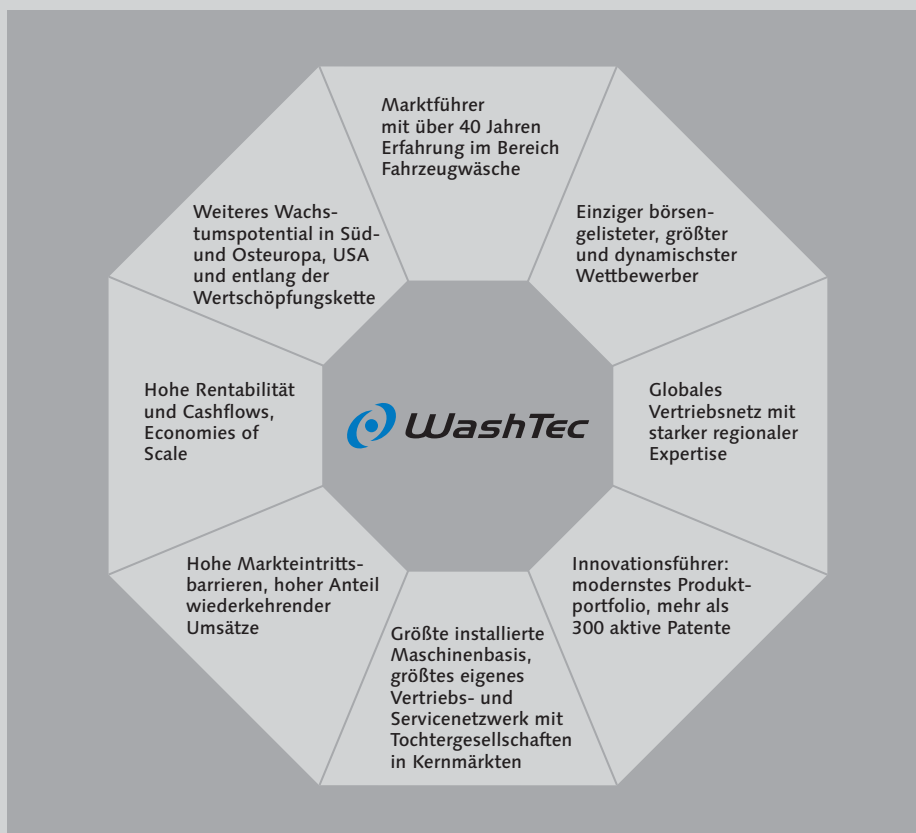 Marktführer
mit über 40 Jahren
Erfahrung im Bereich
Fahrzeugwäsche
Einziger börsen-
gelisteter, größter
und dynamischster
Wettbewerber
Globales
Vertriebsnetz mit
starker regionaler
Expertise
Innovationsführer:
modernstes Produkt-
portfolio, mehr als
300 aktive Patente
Größte installierte
Maschinenbasis,
größtes eigenes
Vertriebs- und
Servicenetzwerk mit
Tochtergesellschaften
in Kernmärkten
Hohe Markteintritts-
barrieren, hoher Anteil
wiederkehrender
Umsätze
Hohe Rentabilität
und Cashflows,
Economies of
Scale
Weiteres Wachs-
tumspotential in Süd-
und Osteuropa, USA
und entlang der
Wertschöpfungskette
WashTec